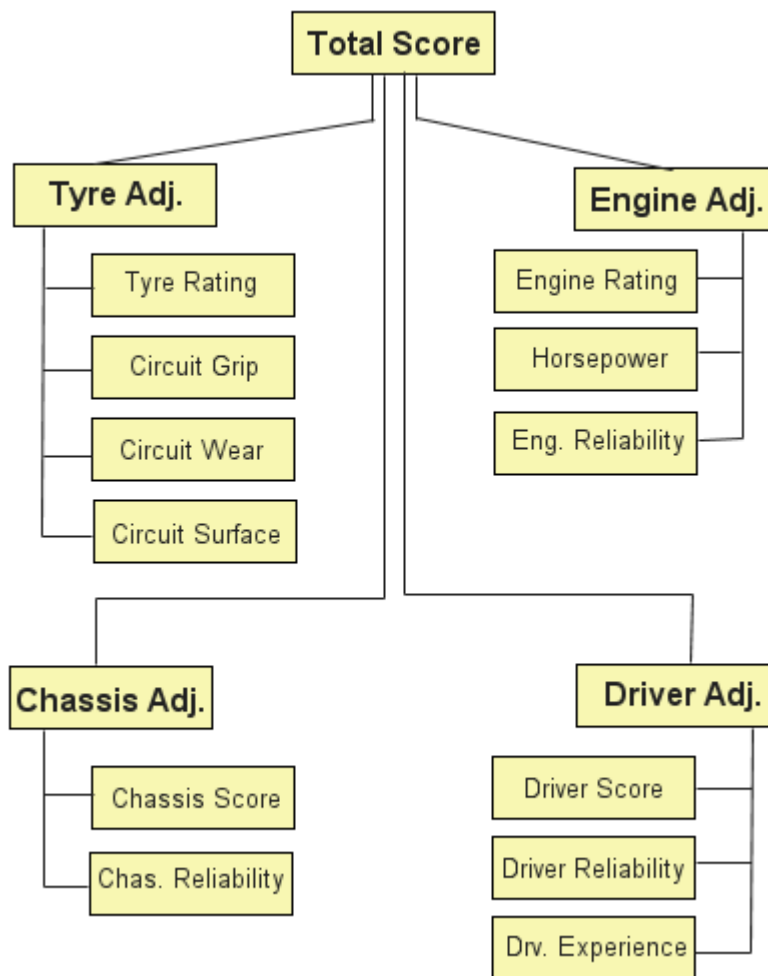 Total Score
Tyre Adj.
Tyre Rating
Circuit Grip
Circuit Wear
Circuit Surface
Engine Adj.
Engine Rating
Horsepower
Eng. Reliability
Chassis Adj.
Chassis Score
Chas. Reliability
Driver Adj.
Driver Score
Driver Reliability
Drv. Experience